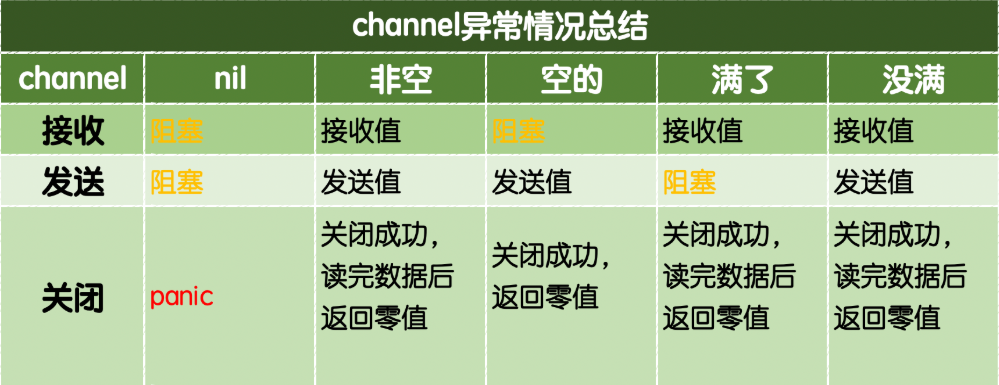 channel异常情况总结
channel nil 非空 空的 满了 没满
接收 阻塞 接收值 阻塞 接收值 接收值
发送 阻塞 发送值 发送值 阻塞 发送值
关闭 panic 关闭成功，读完数据后返回零值 关闭成功，返回零值 关闭成功，读完数据后返回零值 关闭成功，读完数据后返回零值